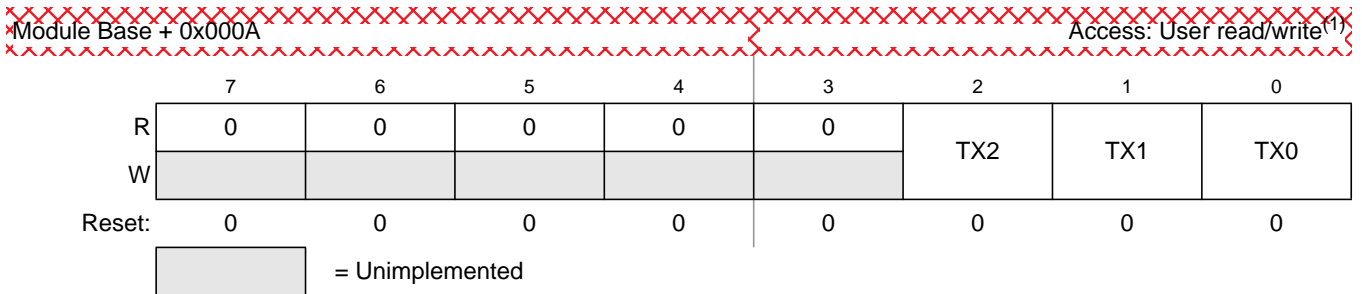 Module Base + 0x000A Access: User read/write(1)
7 6 5 4 3 2 1 0
R 0 0 0 0 0 TX2 TX1 TX0
W
Reset: 0 0 0 0 0 0 0 0
= Unimplemented